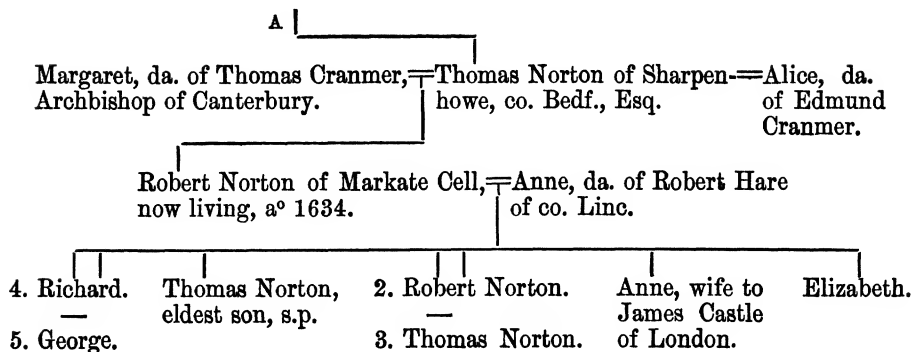 A
Margaret, da. of Thomas Cranmer,
Archbishop of Canterbury.
Thomas Norton of Sharpen-
howe, co. Bedf., Esq.
Alice, da.
of Edmund
Cranmer.
Robert Norton of Markate Cell,
now living, aº 1634.
Anne, da. of Robert Hare
of co. Linc.
4. Richard.
—
5. George.
Thomas Norton,
eldest son, s.p.
2. Robert Norton.
—
3. Thomas Norton.
Anne, wife to
James Castle
of London.
Elizabeth.